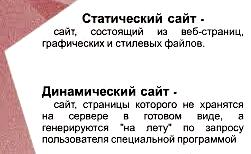 Статический сайт -
сайт, состоящий из веб-страниц,
графических и стилевых файлов.
Динамический сайт -
сайт, страницы которого не хранятся
на сервере в готовом виде, а
генерируются "на лету" по запросу
пользователя специальной программой